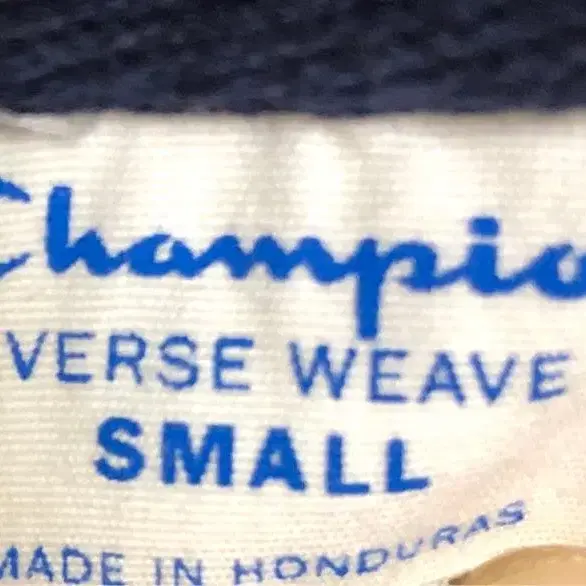 Champio
VERSE WEAVE
SMALL
MADE IN HONDURAS